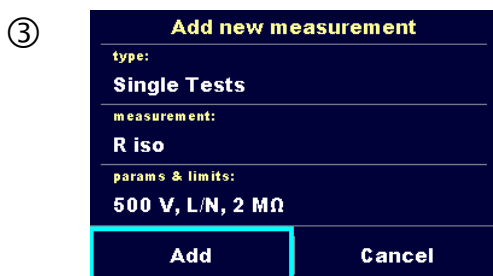 ③
Add new measurement
type:
Single Tests
measurement:
R iso
params & limits:
500 V, L/N, 2 MΩ
Add Cancel